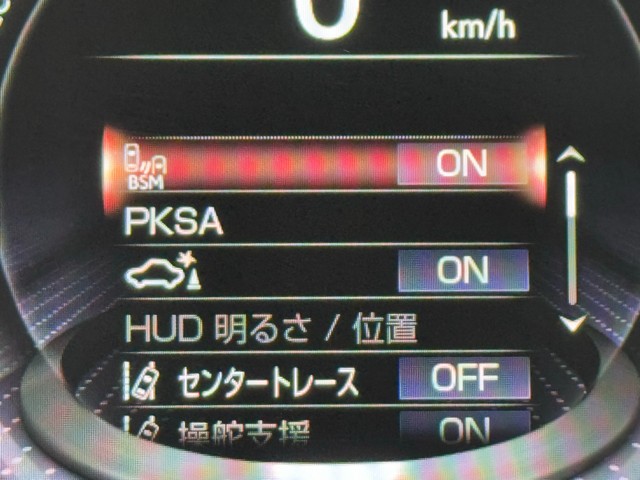 0
km/h
BSM ON
PKSA
ON
HUD 明るさ / 位置
センタートレース OFF
操舵支援 ON